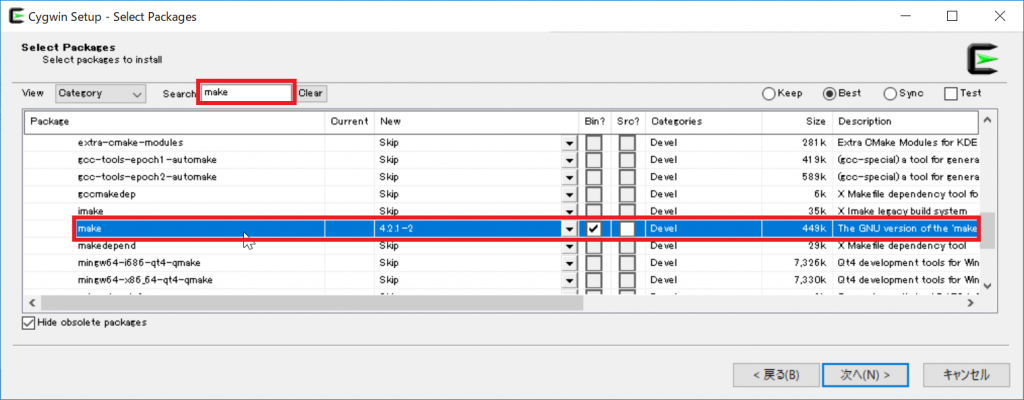 Cygwin Setup - Select Packages
Select Packages
Select packages to install
View Category Search make Clear Keep Best Sync Test
Package Current New Bin? Src? Categories Size Description
extra-cmake-modules Skip Devel 281k Extra CMake Modules for KDE
gcc-tools-epoch1-automake Skip Devel 419k (gcc-special) a tool for genera
gcc-tools-epoch2-automake Skip Devel 589k (gcc-special) a tool for genera
gccmakedep Skip Devel 6k X Makefile dependency tool fo
imake Skip Devel 35k X Imake legacy build system
make 4.2.1-2 Devel 449k The GNU version of the 'make
makedepend Skip Devel 29k X Makefile dependency tool
mingw64-i686-qt4-qmake Skip Devel 7,326k Qt4 development tools for Win
mingw64-x86_64-qt4-qmake Skip Devel 7,330k Qt4 development tools for Win
Hide obsolete packages
< 戻る(B) 次へ(N) > キャンセル